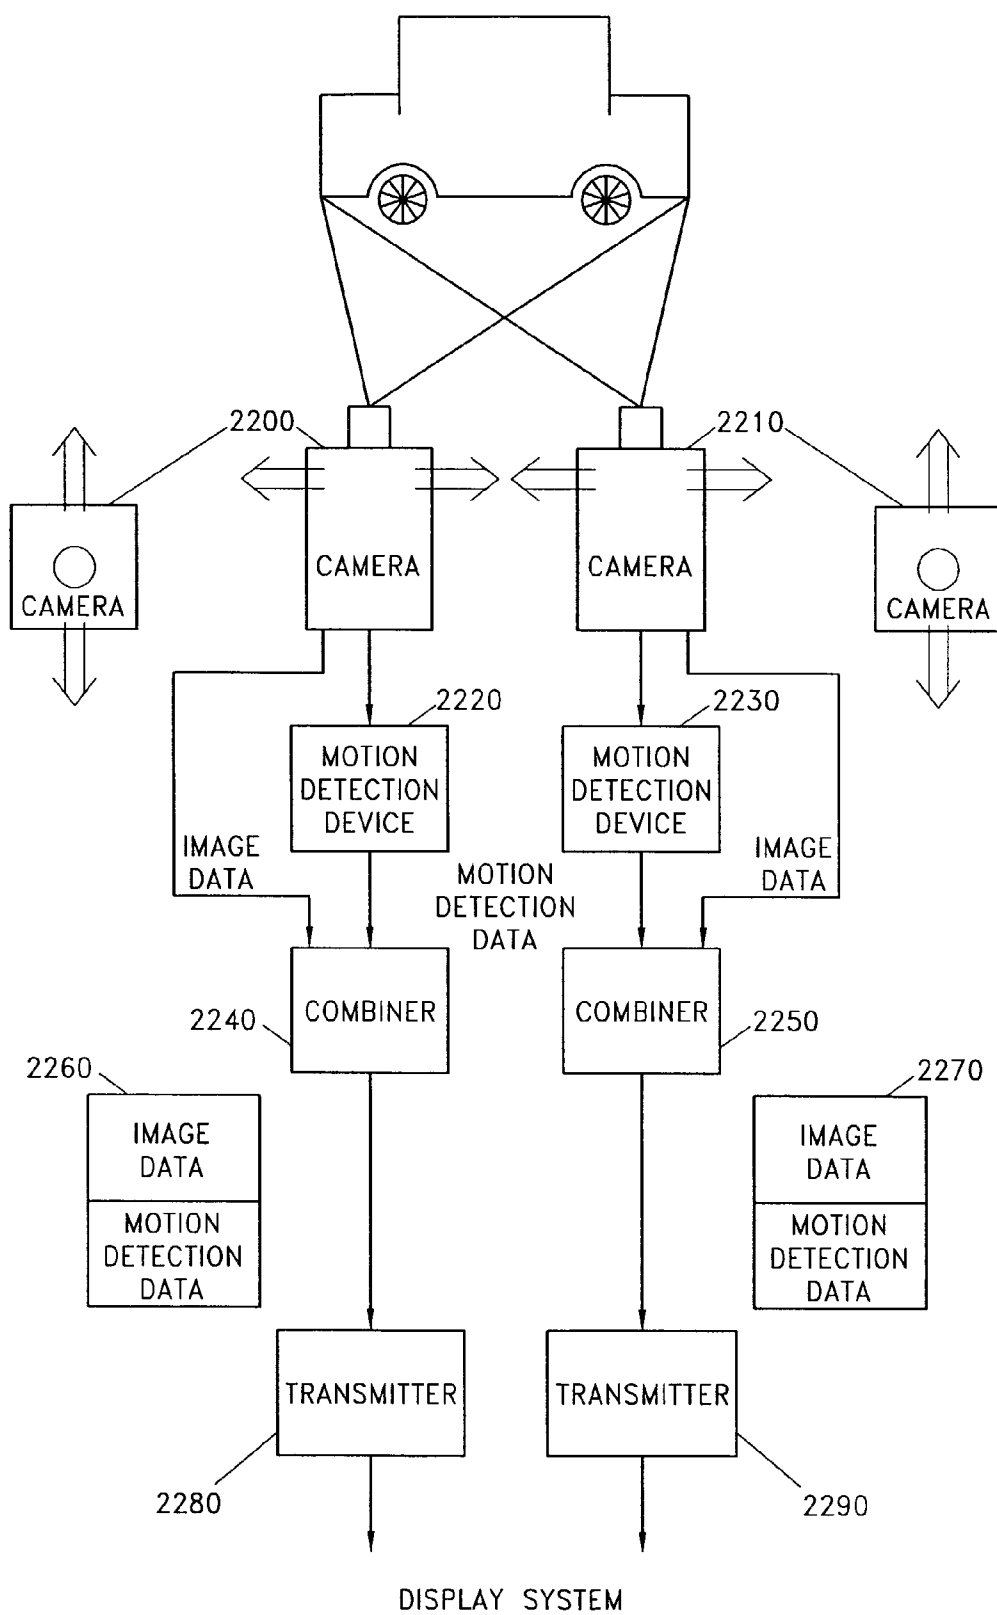 2200
2210
CAMERA
CAMERA
CAMERA
CAMERA
2220
2230
MOTION
DETECTION
DEVICE
MOTION
DETECTION
DEVICE
IMAGE
DATA
MOTION
DETECTION
DATA
IMAGE
DATA
COMBINER
COMBINER
2240
2250
2260
2270
IMAGE
DATA
MOTION
DETECTION
DATA
IMAGE
DATA
MOTION
DETECTION
DATA
TRANSMITTER
TRANSMITTER
2280
2290
DISPLAY SYSTEM